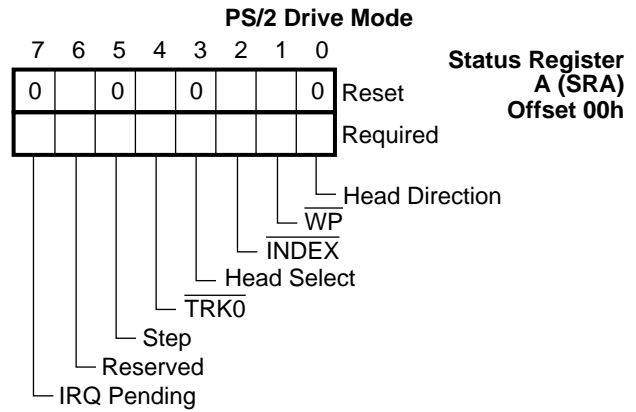 PS/2 Drive Mode
7 6 5 4 3 2 1 0
Status Register
A (SRA)
Offset 00h
0 0 0 0 Reset
Required
Head Direction
WP
INDEX
Head Select
TRK0
Step
Reserved
IRQ Pending